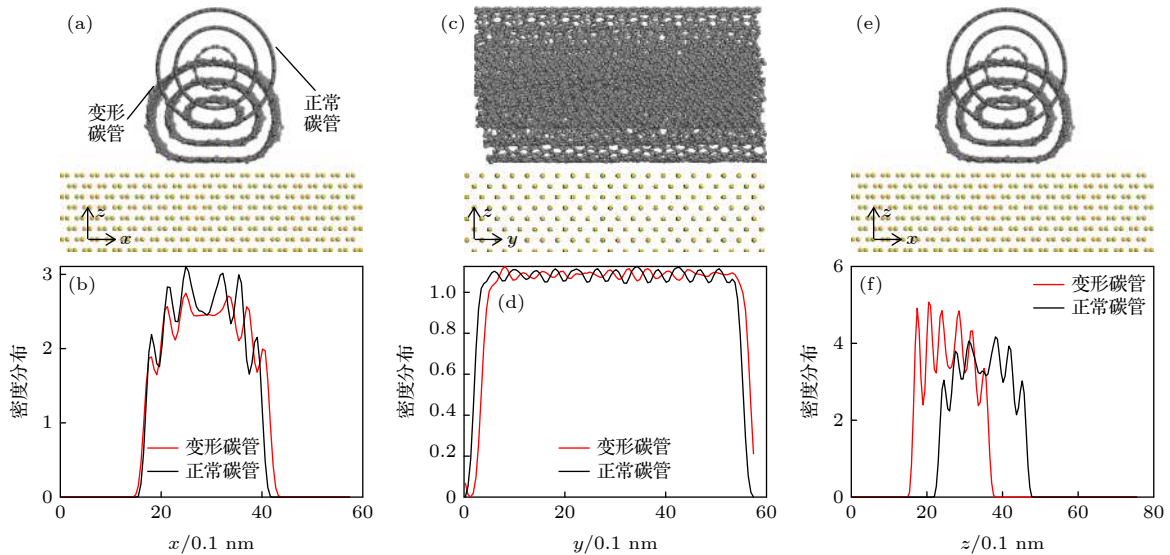 (a)
变形
碳管
正常
碳管
z
x
(b)
3
2
1
0
密度分布
变形碳管
正常碳管
0 20 40 60
x/0.1 nm
(c)
z
y
(d)
1.0
0.8
0.6
0.4
0.2
0
密度分布
变形碳管
正常碳管
0 20 40 60
y/0.1 nm
(e)
z
x
(f)
6
4
2
0
密度分布
变形碳管
正常碳管
0 20 40 60 80
z/0.1 nm